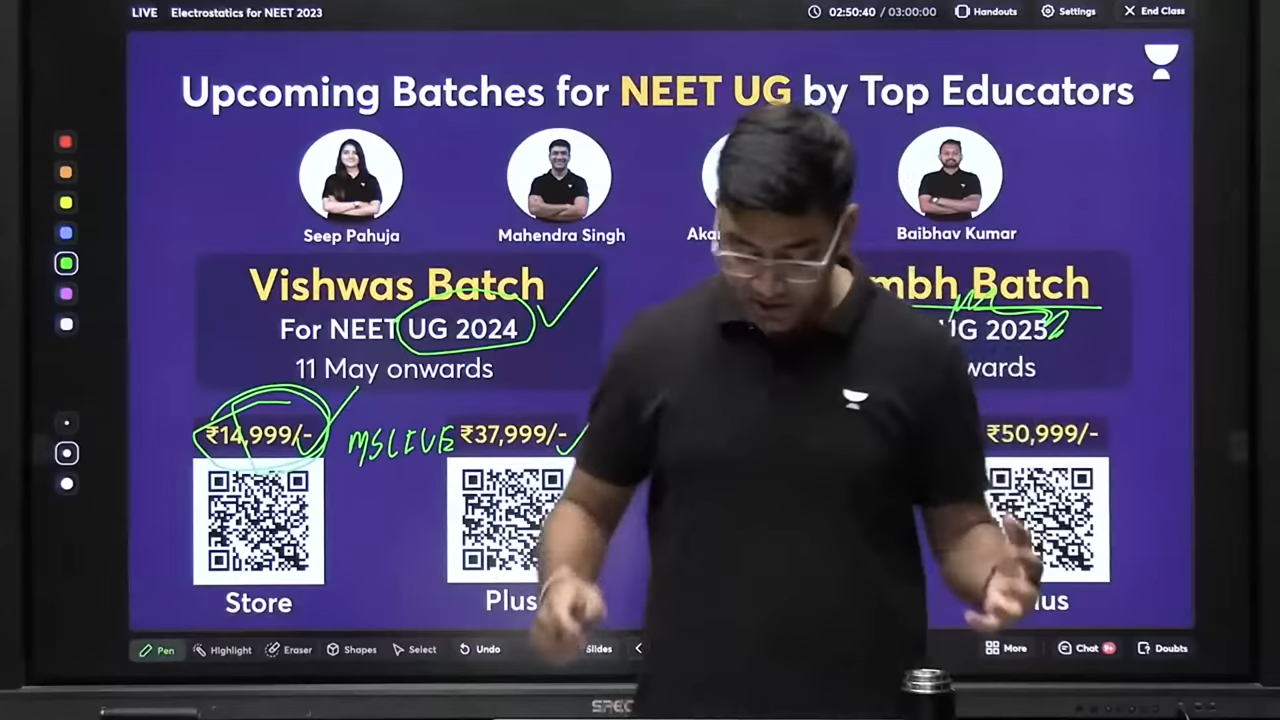 LIVE Electrostatics for NEET 2023 02:50:40 / 03:00:00 Handouts Settings End Class
Upcoming Batches for NEET UG by Top Educators
Seep Pahuja Mahendra Singh Baibhav Kumar
Vishwas Batch
For NEET UG 2024
11 May onwards
Batch
UG 2025
₹14,999/- MSLIVE ₹37,999/- ₹50,999/-
Store Plus
Pen Highlight Eraser Shapes Select Undo Slides More Chat 9+ Doubts